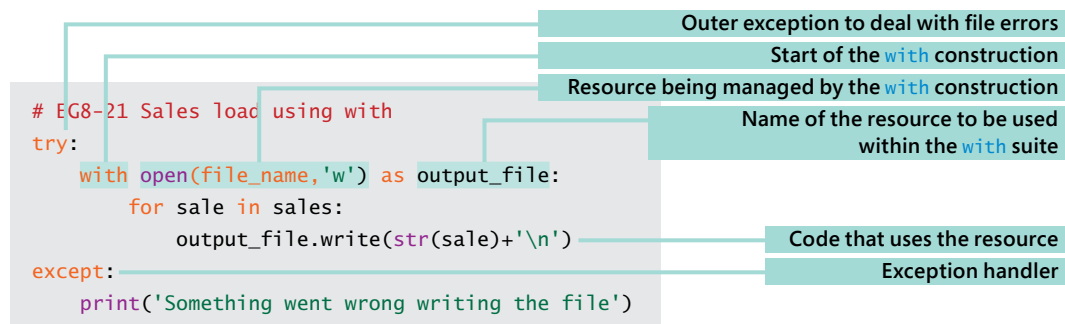 Outer exception to deal with file errors
Start of the with construction
Resource being managed by the with construction
Name of the resource to be used
within the with suite
# EG8-21 Sales load using with
try:
    with open(file_name,'w') as output_file:
        for sale in sales:
            output_file.write(str(sale)+'\n')
Code that uses the resource
except:
Exception handler
    print('Something went wrong writing the file')